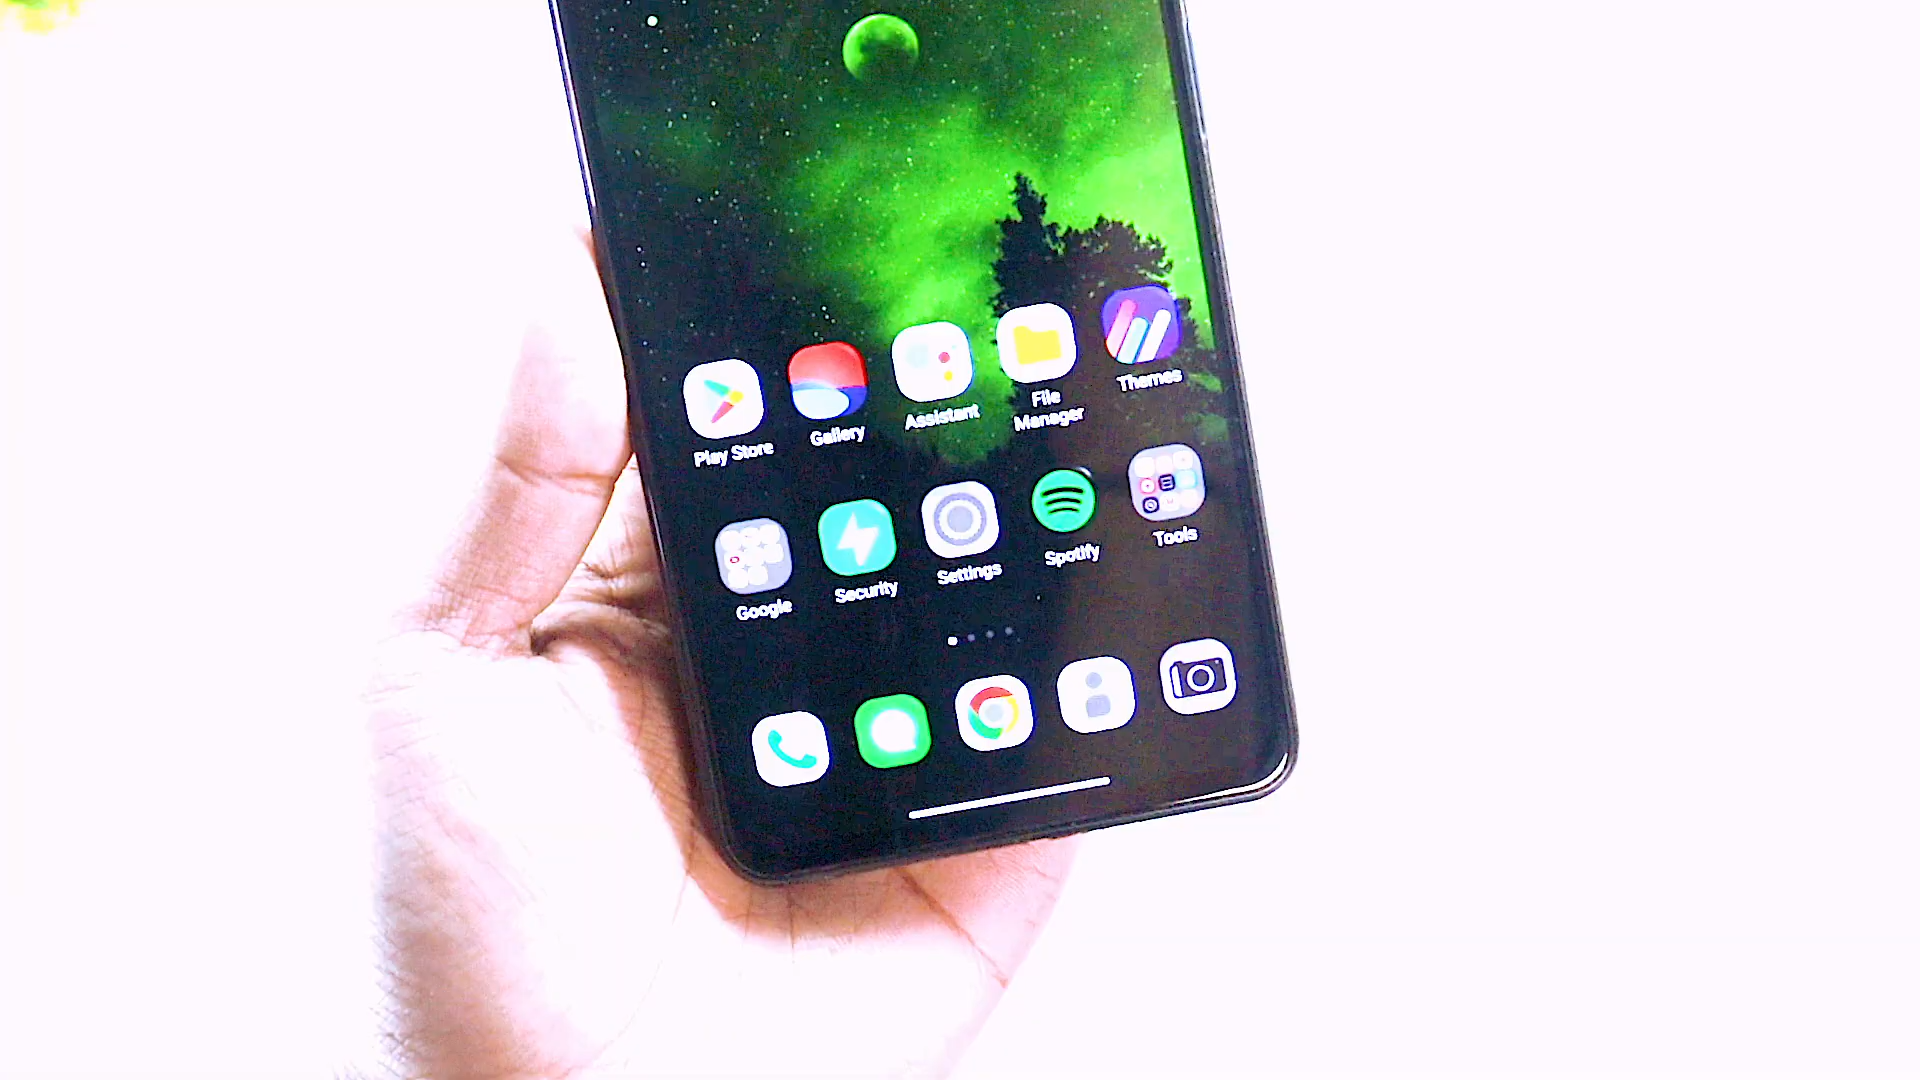 Play Store
Gallery
Assistant
File
Manager
Themes
Google
Security
Settings
Spotify
Tools